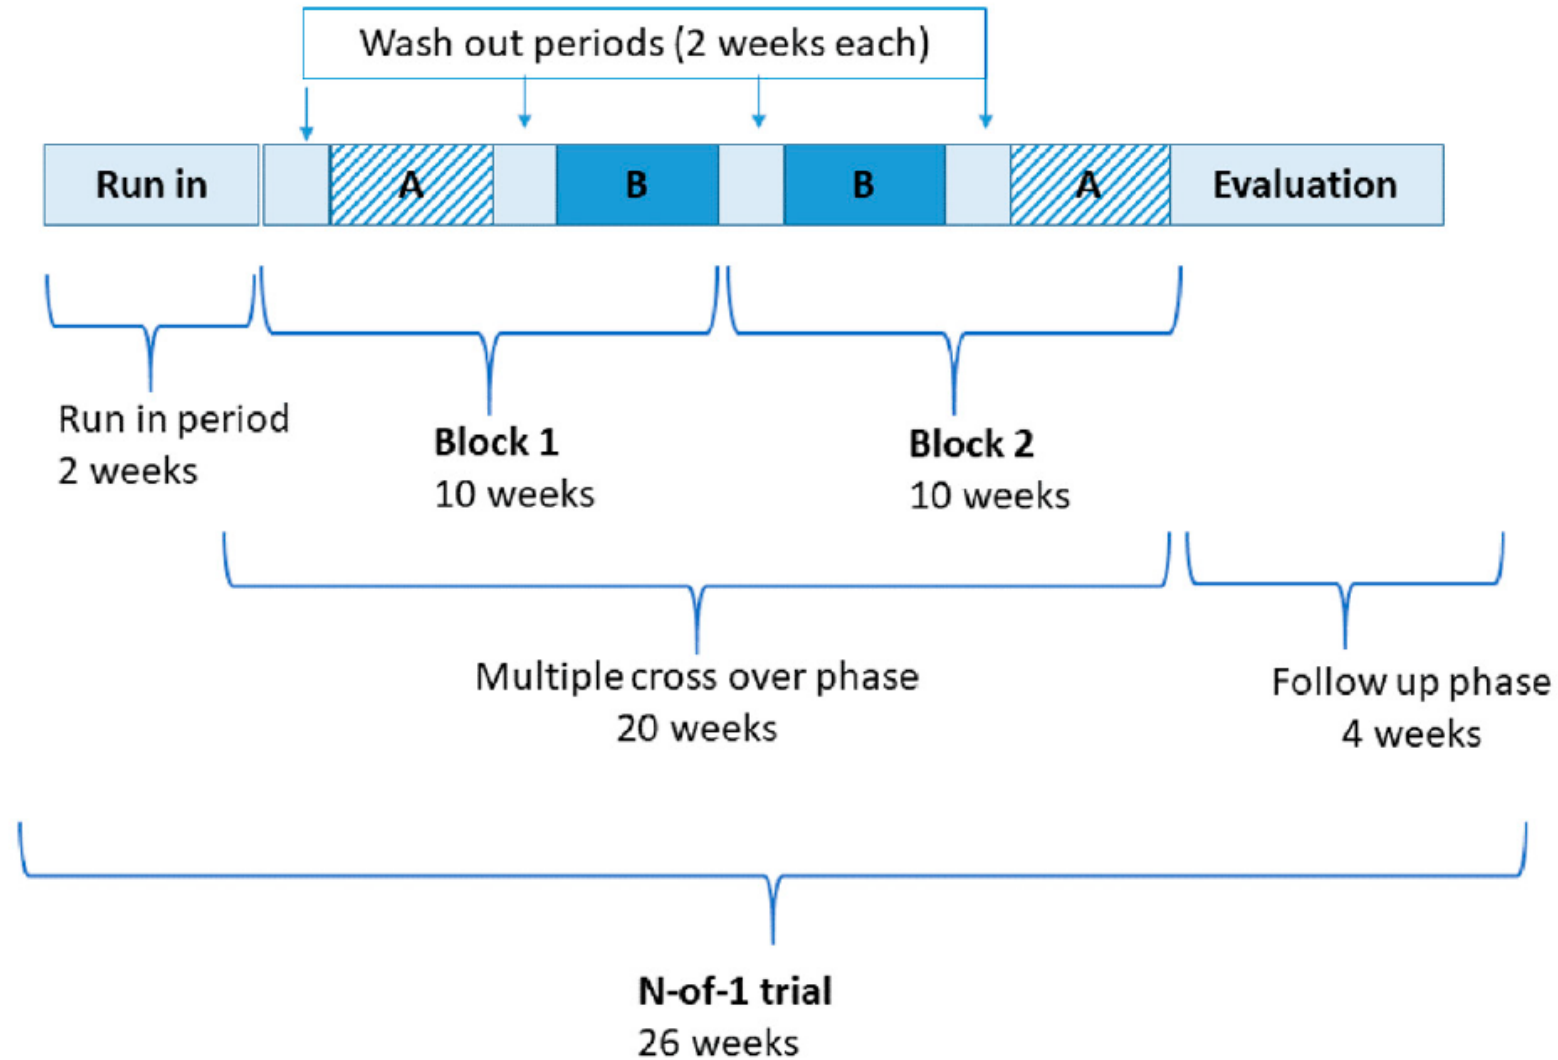 Wash out periods (2 weeks each)
Run in
A
B
B
A
Evaluation
Run in period
2 weeks
Block 1
10 weeks
Block 2
10 weeks
Multiple cross over phase
20 weeks
Follow up phase
4 weeks
N-of-1 trial
26 weeks